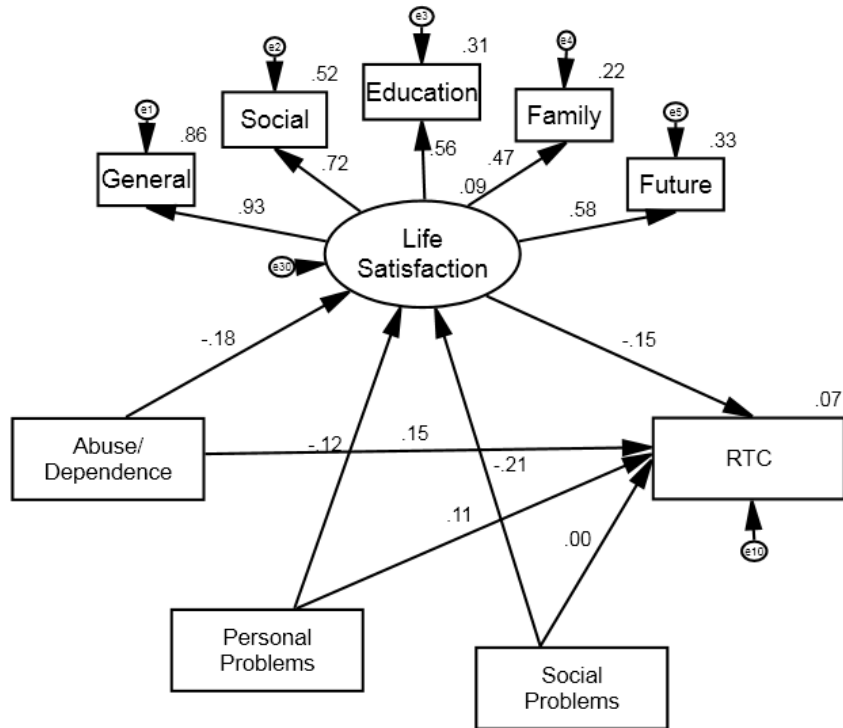 e3
e2
.31
e4
.52
Education
.22
e1
Social
Family
e5
.86
.56
.47
.33
General
.72
.09
Future
.93
.58
Life
Satisfaction
e30
-.18
-.15
.07
Abuse/
Dependence
-.12
.15
-.21
RTC
.11
.00
e10
Personal
Problems
Social
Problems